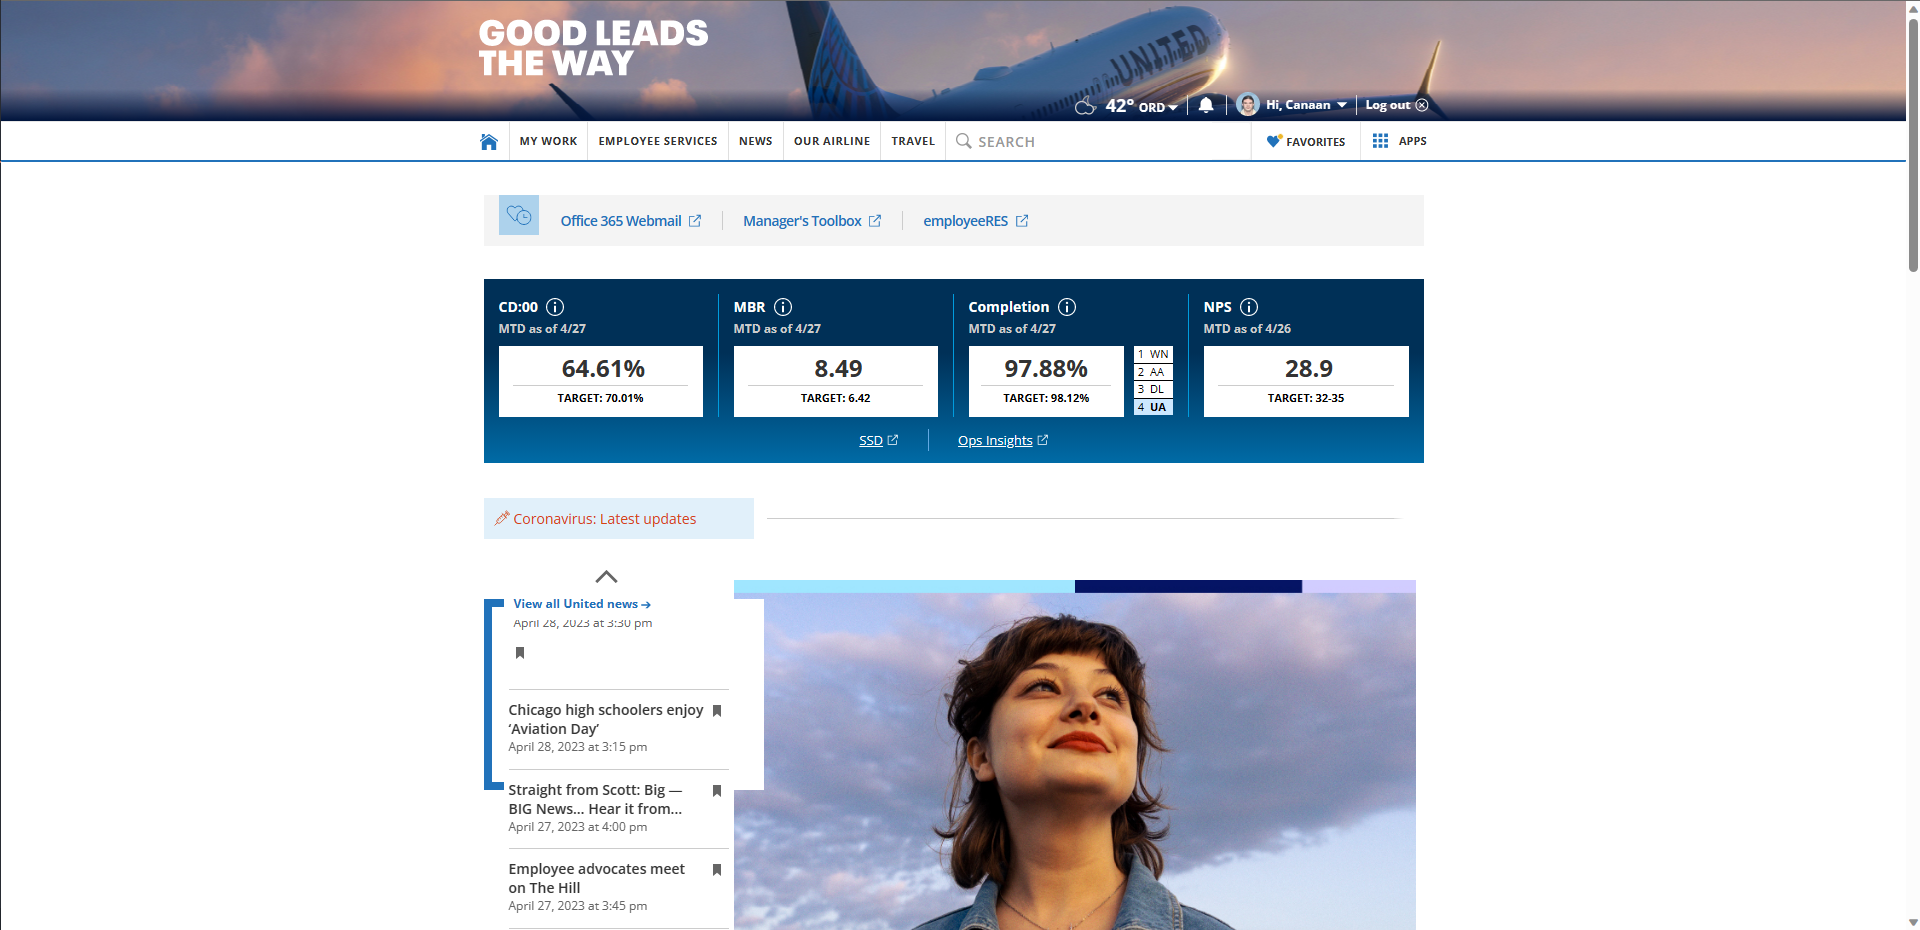 GOOD LEADS
THE WAY
UNITED
42° ORD
Hi, Canaan
Log out
MY WORK
EMPLOYEE SERVICES
NEWS
OUR AIRLINE
TRAVEL
SEARCH
FAVORITES
APPS
Office 365 Webmail
Manager's Toolbox
employeeRES
CD:00
MTD as of 4/27
64.61%
TARGET: 70.01%
MBR
MTD as of 4/27
8.49
TARGET: 6.42
Completion
MTD as of 4/27
97.88%
TARGET: 98.12%
1 WN
2 AA
3 DL
4 UA
NPS
MTD as of 4/26
28.9
TARGET: 32-35
SSD
Ops Insights
Coronavirus: Latest updates
View all United news →
April 28, 2023 at 3:30 pm
Chicago high schoolers enjoy
‘Aviation Day’
April 28, 2023 at 3:15 pm
Straight from Scott: Big —
BIG News... Hear it from...
April 27, 2023 at 4:00 pm
Employee advocates meet
on The Hill
April 27, 2023 at 3:45 pm